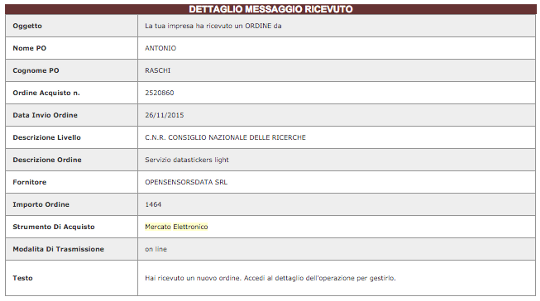 DETTAGLIO MESSAGGIO RICEVUTO
Oggetto La tua impresa ha ricevuto un ORDINE da
Nome PO ANTONIO
Cognome PO RASCHI
Ordine Acquisto n. 2520860
Data Invio Ordine 26/11/2015
Descrizione Livello C.N.R. CONSIGLIO NAZIONALE DELLE RICERCHE
Descrizione Ordine Servizio datastickers light
Fornitore OPENSENSORSDATA SRL
Importo Ordine 1464
Strumento Di Acquisto Mercato Elettronico
Modalita Di Trasmissione on line
Testo Hai ricevuto un nuovo ordine. Accedi al dettaglio dell'operazione per gestirlo.